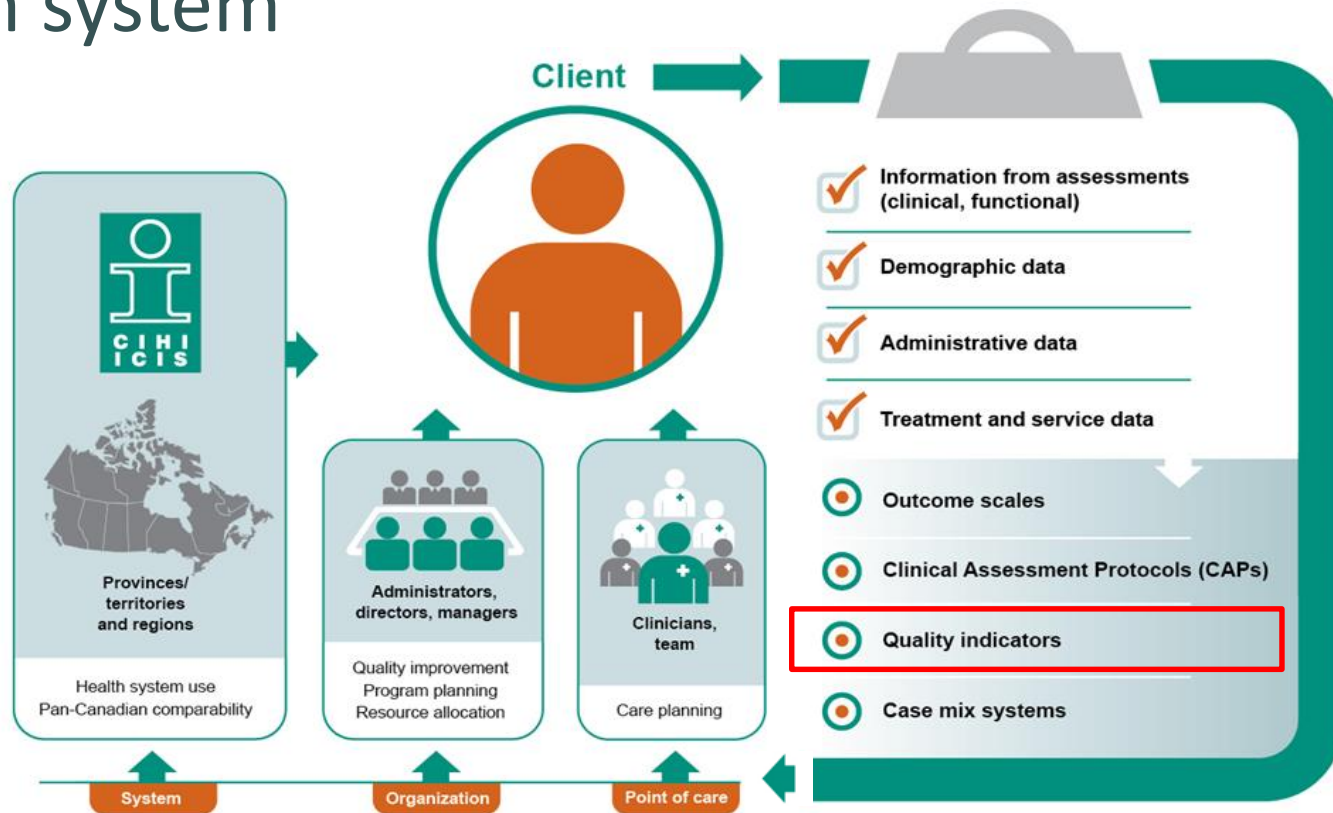 n system
Client
Information from assessments
(clinical, functional)
Demographic data
Administrative data
Treatment and service data
Outcome scales
Clinical Assessment Protocols (CAPs)
Quality indicators
Case mix systems
CIHI
ICIS
Provinces/
territories
and regions
Health system use
Pan-Canadian comparability
Administrators,
directors, managers
Quality improvement
Program planning
Resource allocation
Clinicians,
team
Care planning
System
Organization
Point of care